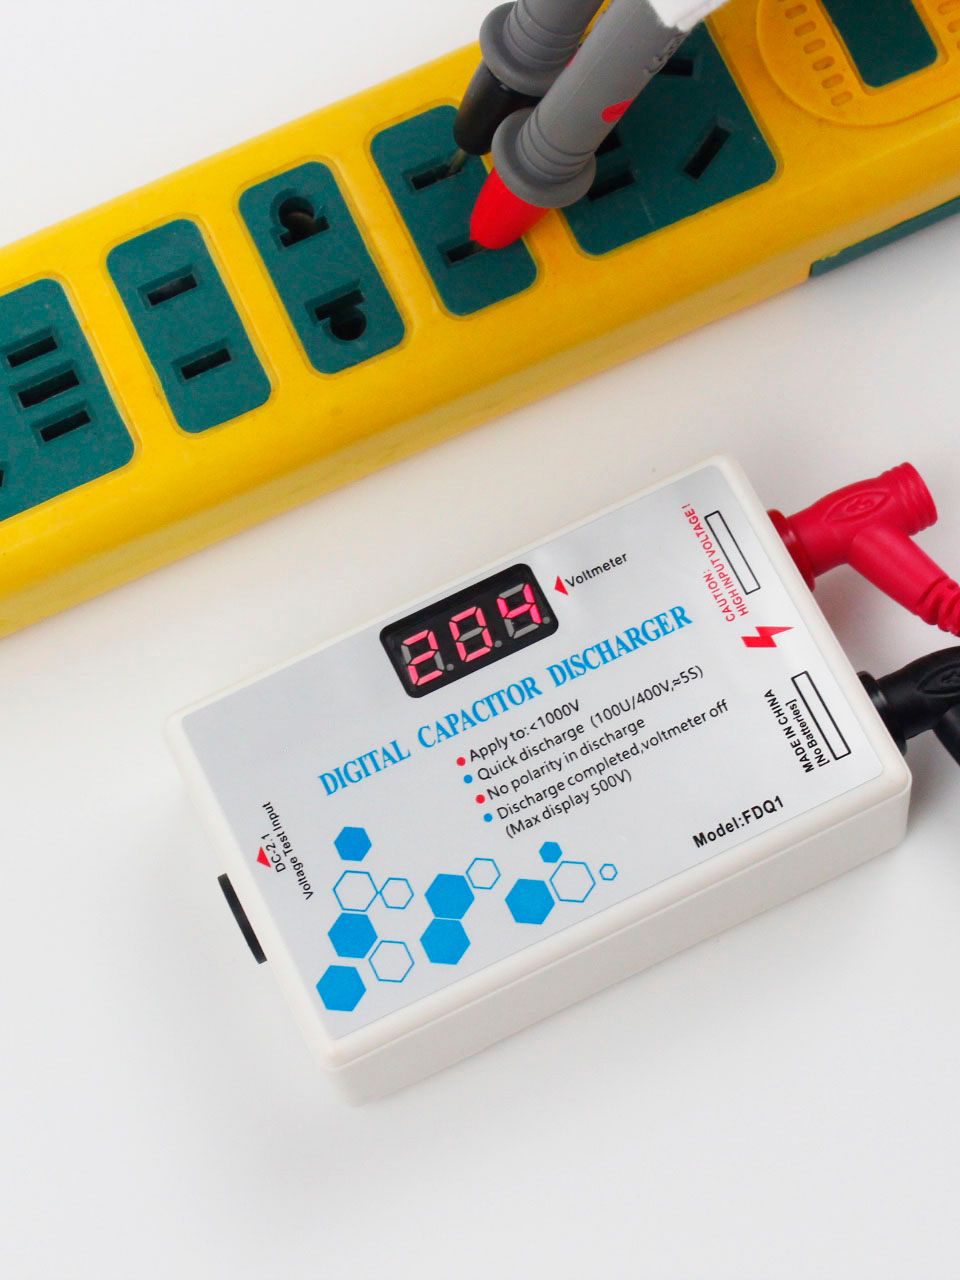 204
Voltmeter
DIGITAL CAPACITOR DISCHARGER
Apply to:<1000V
Quick discharge (100U/400V,≈5S)
No polarity in discharge
Discharge completed,voltmeter off
(Max display 500V)
CAUTION:
HIGH INPUT VOLTAGE!
MADE IN CHINA
[No Batteries]
DC-2.1
Voltage Test Input
Model:FDQ1